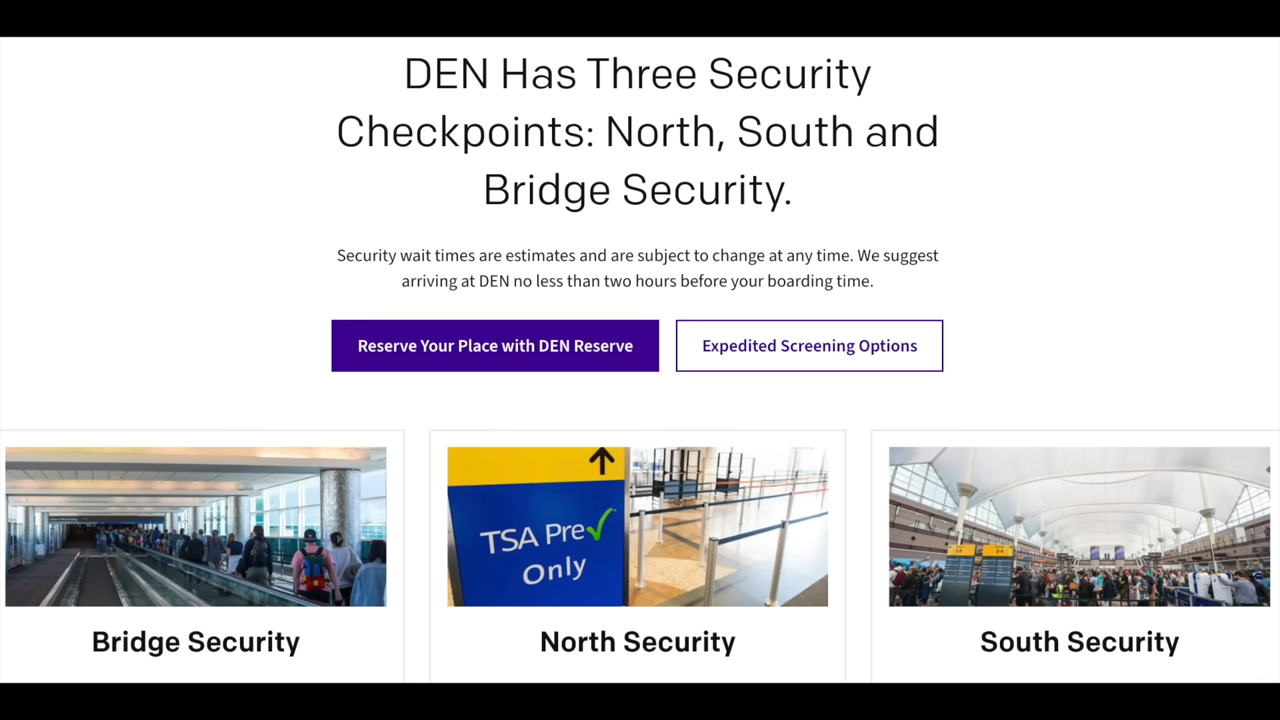 DEN Has Three Security
Checkpoints: North, South and
Bridge Security.
Security wait times are estimates and are subject to change at any time. We suggest
arriving at DEN no less than two hours before your boarding time.
Reserve Your Place with DEN Reserve
Expedited Screening Options
TSA Pre✓
Only
Bridge Security
North Security
South Security